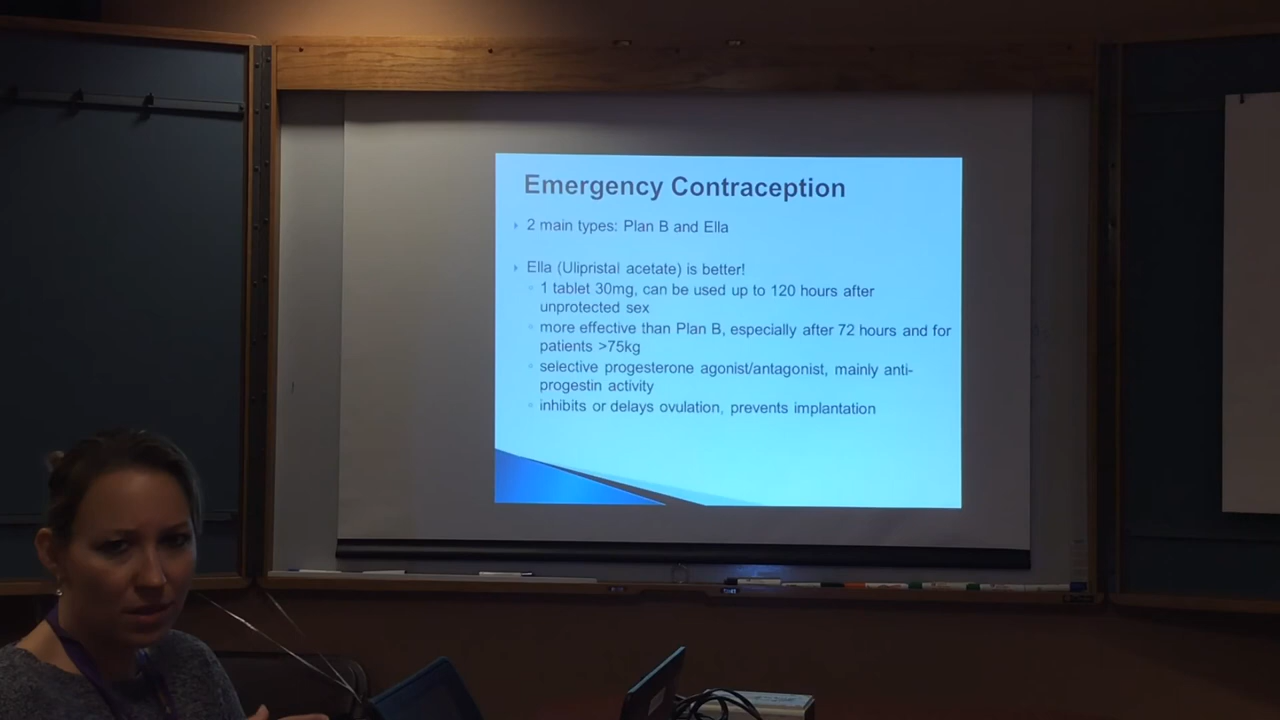 Emergency Contraception
2 main types: Plan B and Ella
Ella (Ulipristal acetate) is better!
1 tablet 30mg, can be used up to 120 hours after
unprotected sex
more effective than Plan B, especially after 72 hours and for
patients >75kg
selective progesterone agonist/antagonist, mainly anti-
progestin activity
inhibits or delays ovulation, prevents implantation